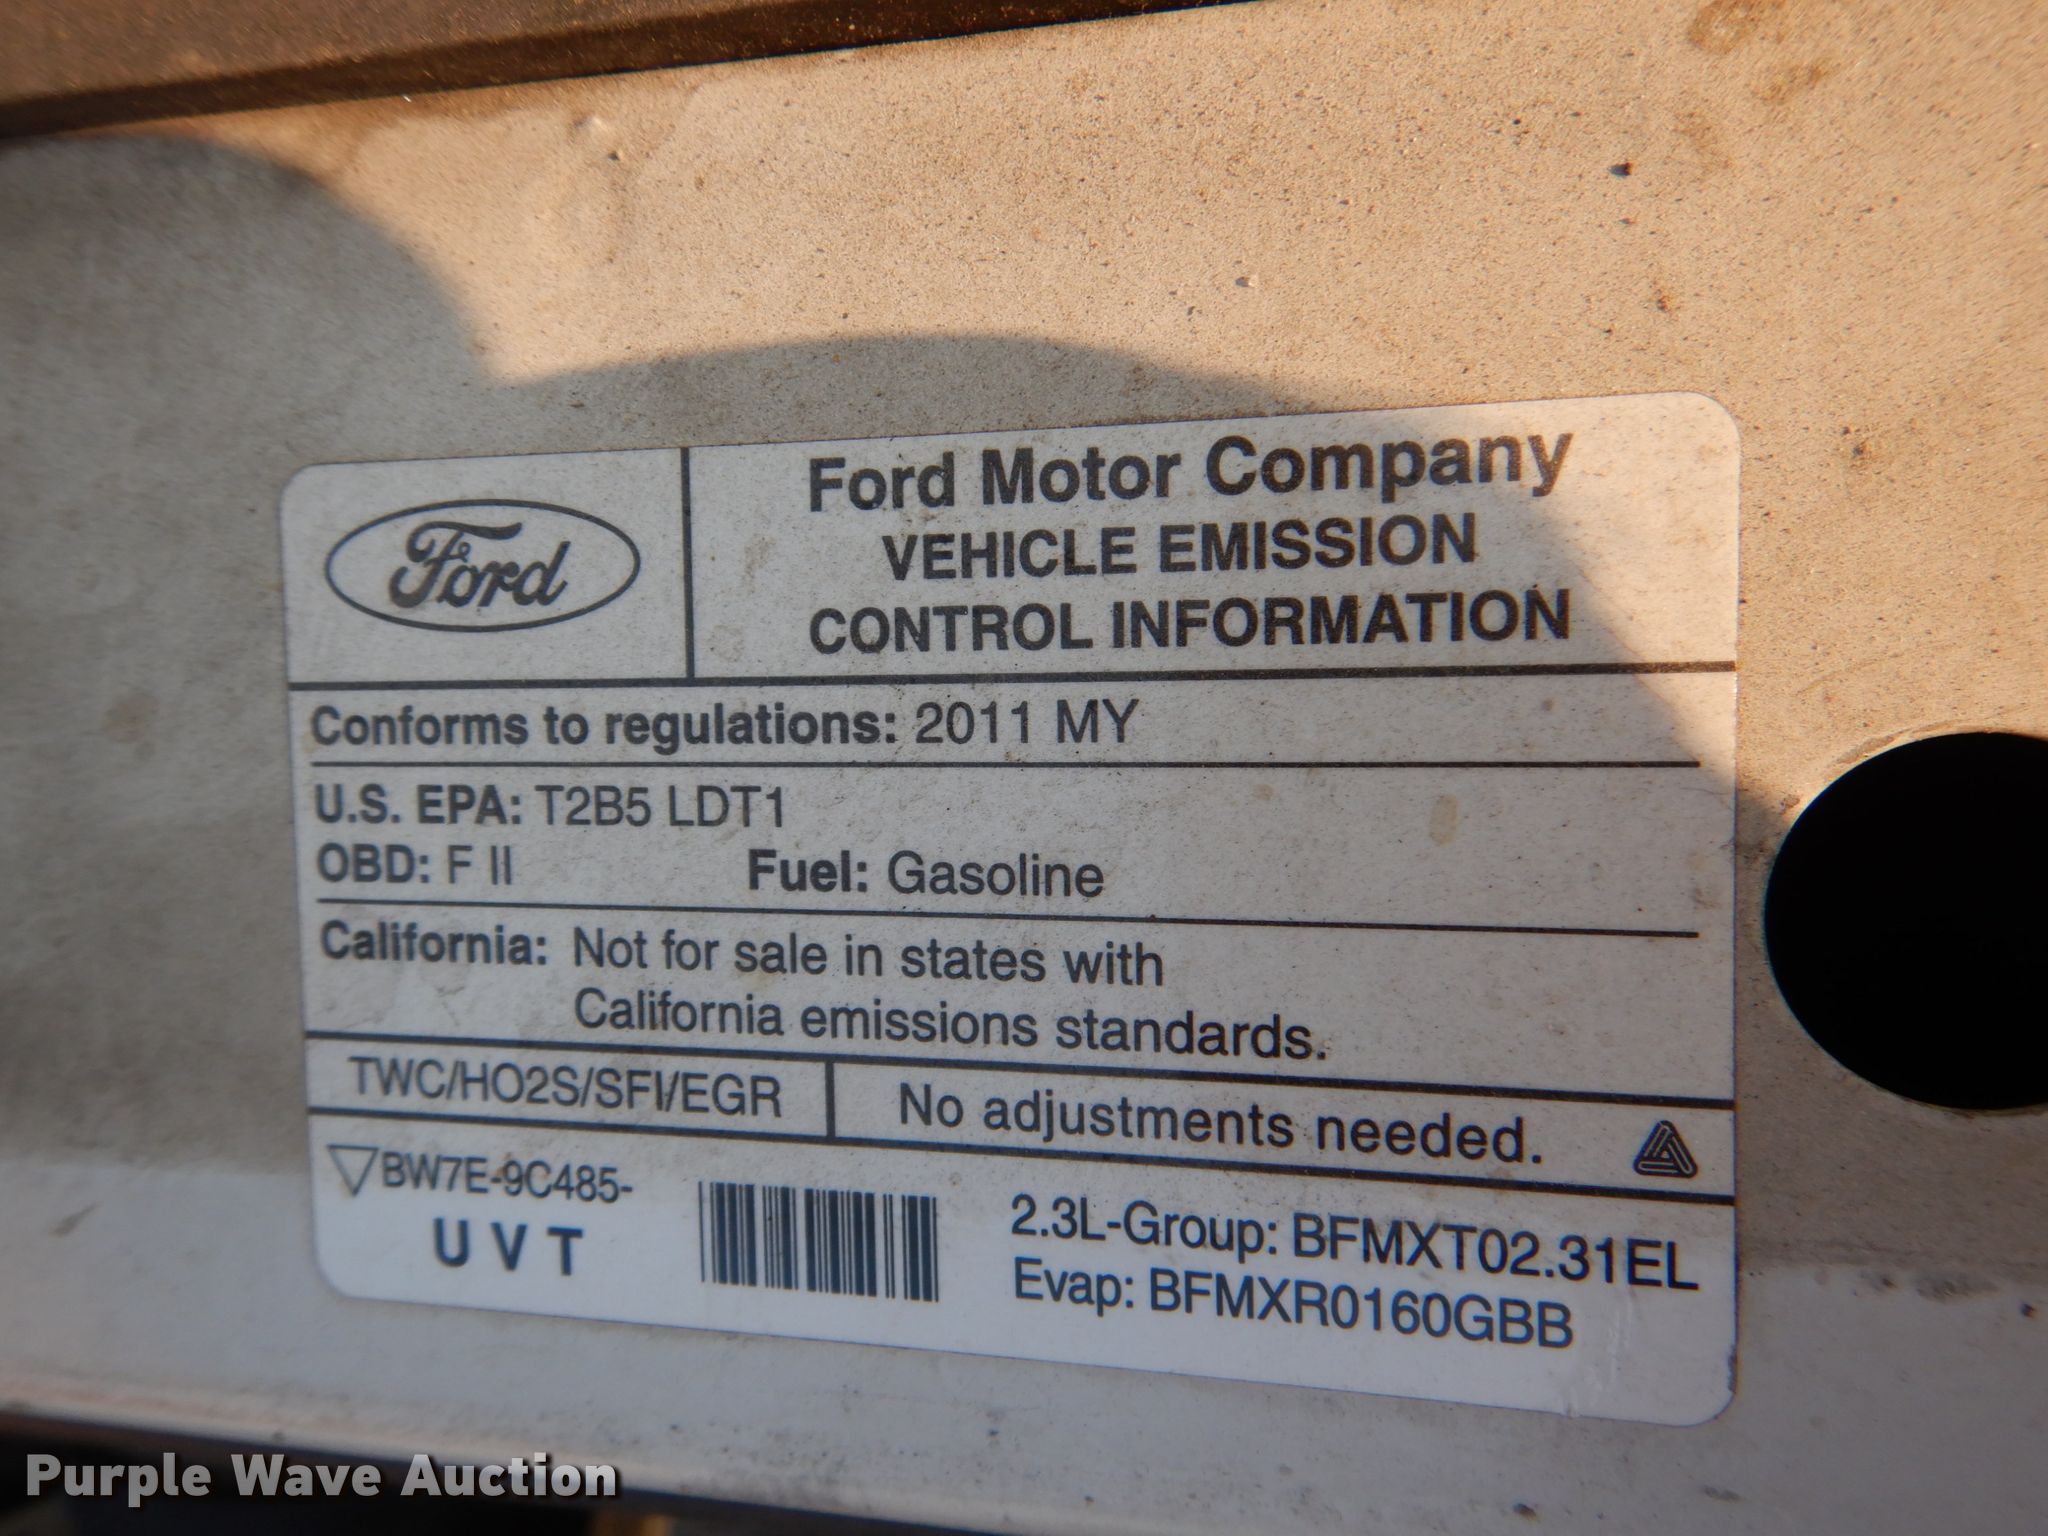 Ford
Ford Motor Company
VEHICLE EMISSION
CONTROL INFORMATION
Conforms to regulations: 2011 MY
U.S. EPA: T2B5 LDT1
OBD: F II Fuel: Gasoline
California: Not for sale in states with
California emissions standards.
TWC/HO2S/SFI/EGR No adjustments needed.
BW7E-9C485-
U V T
2.3L-Group: BFMXT02.31EL
Evap: BFMXR0160GBB
Purple Wave Auction